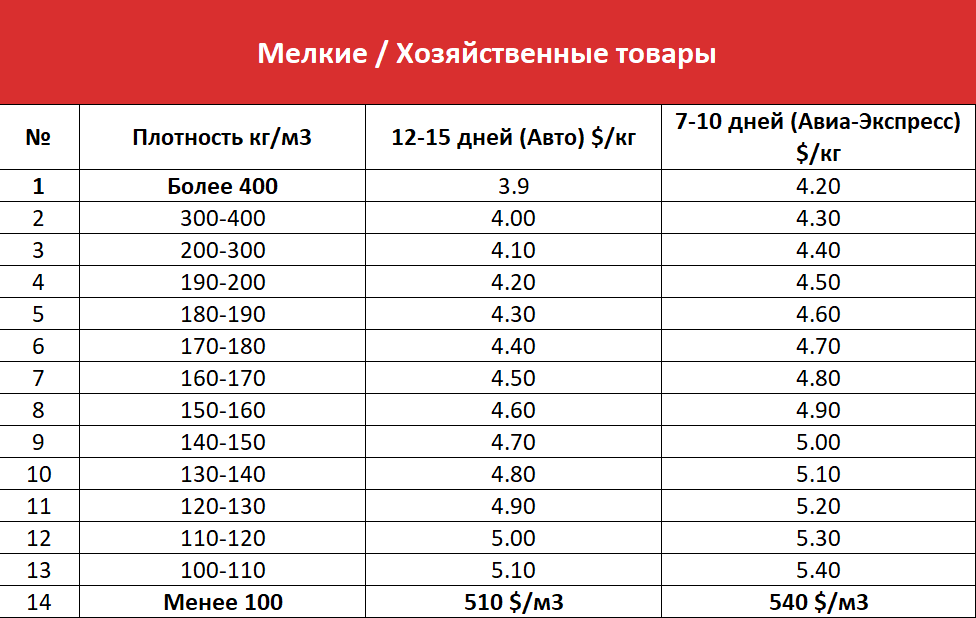 Мелкие / Хозяйственные товары
№ Плотность кг/м3 12-15 дней (Авто) $/кг 7-10 дней (Авиа-Экспресс) $/кг
1 Более 400 3.9 4.20
2 300-400 4.00 4.30
3 200-300 4.10 4.40
4 190-200 4.20 4.50
5 180-190 4.30 4.60
6 170-180 4.40 4.70
7 160-170 4.50 4.80
8 150-160 4.60 4.90
9 140-150 4.70 5.00
10 130-140 4.80 5.10
11 120-130 4.90 5.20
12 110-120 5.00 5.30
13 100-110 5.10 5.40
14 Менее 100 510 $/м3 540 $/м3